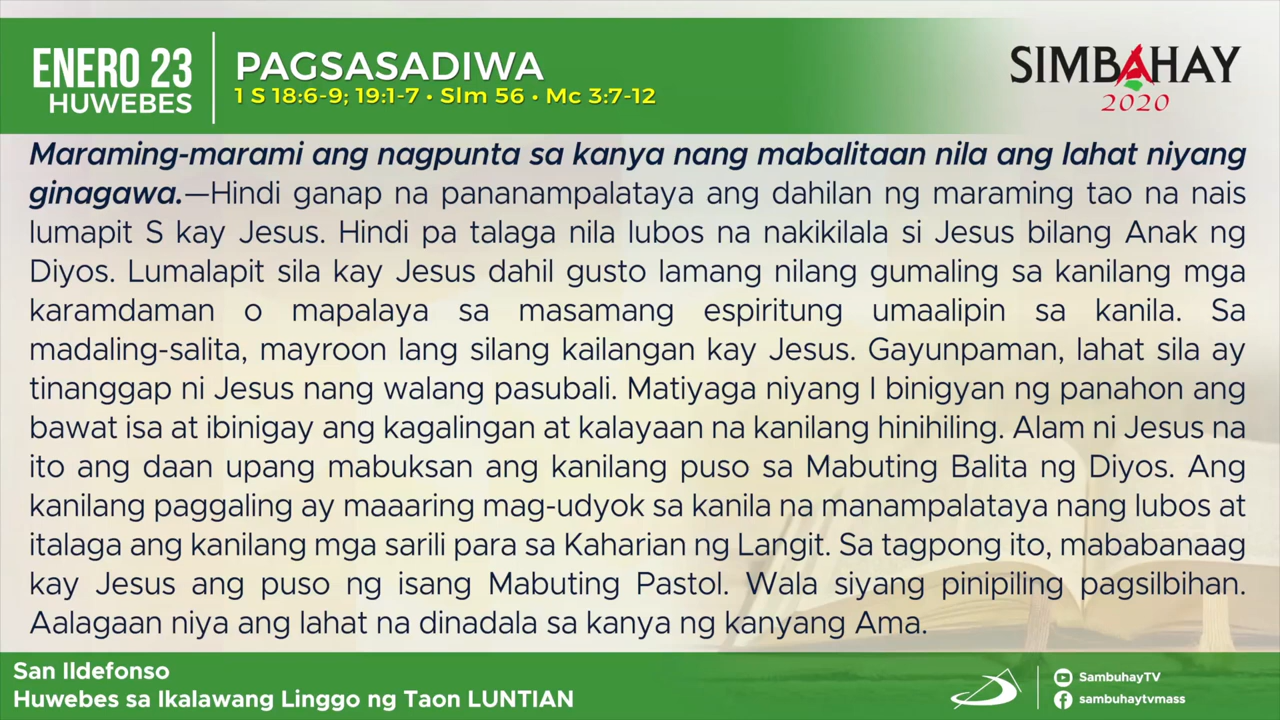 ENERO 23
HUWEBES
PAGSASADIWA
1 S 18:6-9; 19:1-7 • Slm 56 • Mc 3:7-12
SIMBAHAY
2020
Maraming-marami ang nagpunta sa kanya nang mabalitaan nila ang lahat niyang
ginagawa.—Hindi ganap na pananampalataya ang dahilan ng maraming tao na nais
lumapit S kay Jesus. Hindi pa talaga nila lubos na nakikilala si Jesus bilang Anak ng
Diyos. Lumalapit sila kay Jesus dahil gusto lamang nilang gumaling sa kanilang mga
karamdaman o mapalaya sa masamang espiritung umaalipin sa kanila. Sa
madaling-salita, mayroon lang silang kailangan kay Jesus. Gayunpaman, lahat sila ay
tinanggap ni Jesus nang walang pasubali. Matiyaga niyang I binigyan ng panahon ang
bawat isa at ibinigay ang kagalingan at kalayaan na kanilang hinihiling. Alam ni Jesus na
ito ang daan upang mabuksan ang kanilang puso sa Mabuting Balita ng Diyos. Ang
kanilang paggaling ay maaaring mag-udyok sa kanila na manampalataya nang lubos at
italaga ang kanilang mga sarili para sa Kaharian ng Langit. Sa tagpong ito, mababanaag
kay Jesus ang puso ng isang Mabuting Pastol. Wala siyang pinipiling pagsilbihan.
Aalagaan niya ang lahat na dinadala sa kanya ng kanyang Ama.
San Ildefonso
Huwebes sa Ikalawang Linggo ng Taon LUNTIAN
SambuhayTV
sambuhaytvmass